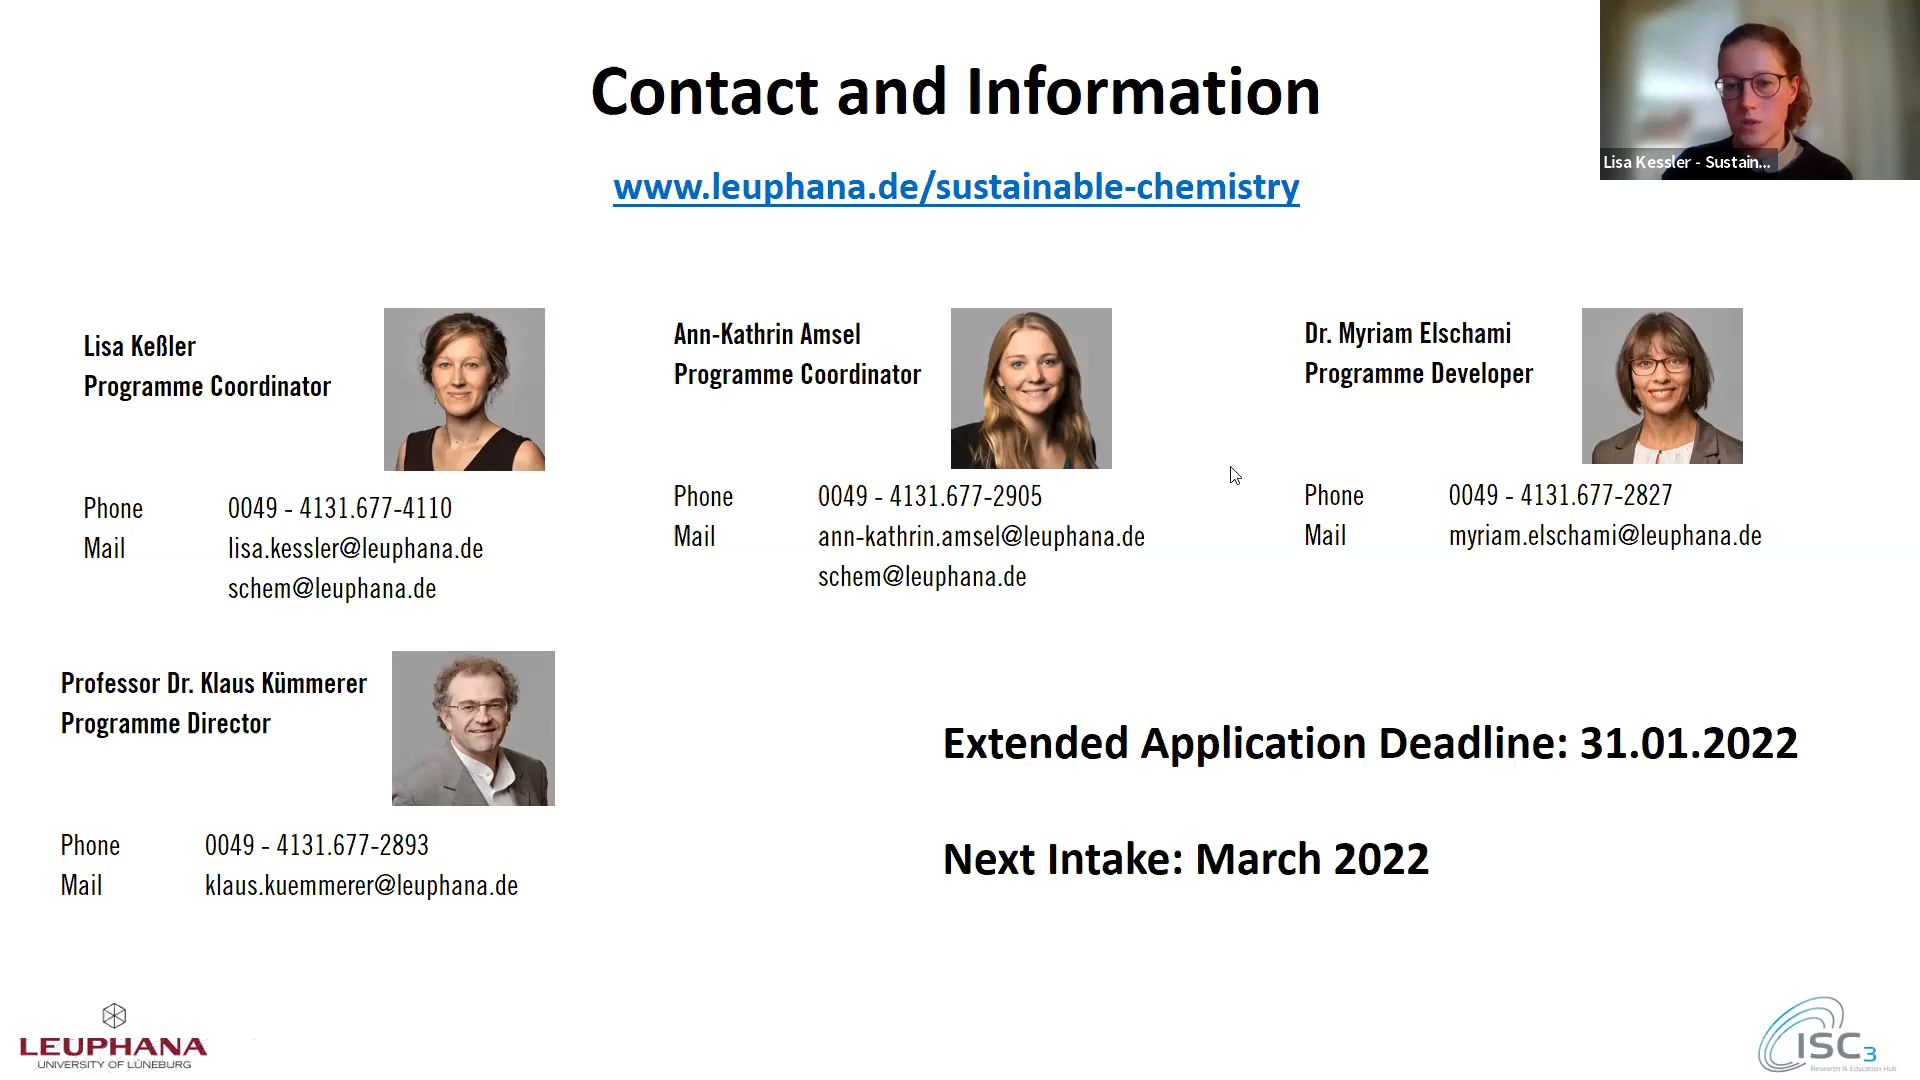 Contact and Information
www.leuphana.de/sustainable-chemistry
Lisa Kessler - Sustain...
Lisa Keßler
Programme Coordinator
Phone 0049 - 4131.677-4110
Mail lisa.kessler@leuphana.de
schem@leuphana.de
Ann-Kathrin Amsel
Programme Coordinator
Phone 0049 - 4131.677-2905
Mail ann-kathrin.amsel@leuphana.de
schem@leuphana.de
Dr. Myriam Elschami
Programme Developer
Phone 0049 - 4131.677-2827
Mail myriam.elschami@leuphana.de
Professor Dr. Klaus Kümmerer
Programme Director
Phone 0049 - 4131.677-2893
Mail klaus.kuemmerer@leuphana.de
Extended Application Deadline: 31.01.2022
Next Intake: March 2022
LEUPHANA
UNIVERSITY OF LÜNEBURG
ISC3
Research & Education Hub